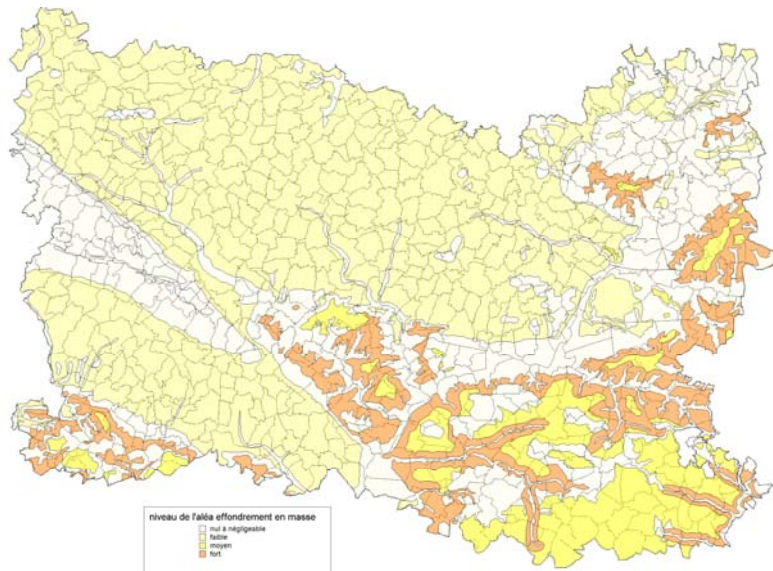 niveau de l'aléa effondrement en masse
nul à négligeable
faible
moyen
fort